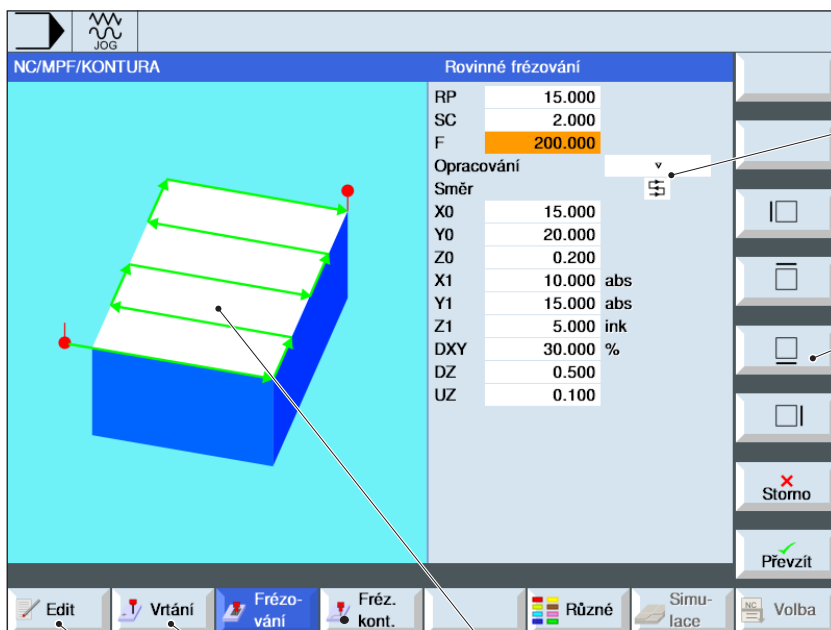 JOG
NC/MPF/KONTURA
Rovinné frézování
RP 15.000
SC 2.000
F 200.000
Opracování v
Směr
X0 15.000
Y0 20.000
Z0 0.200
X1 10.000 abs
Y1 15.000 abs
Z1 5.000 ink
DXY 30.000 %
DZ 0.500
UZ 0.100
Storno
Převzít
Edit
Vrtání
Frézo-
vání
Fréz.
kont.
Různé
Simu-
lace
NC
Volba